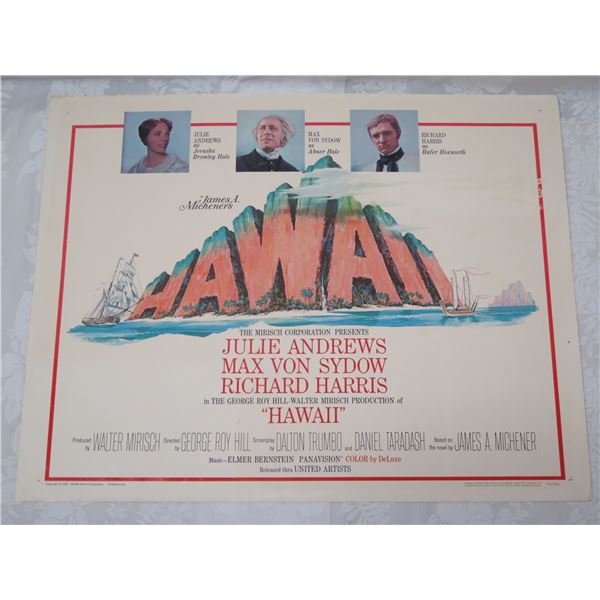 JULIE
ANDREWS
as
Jerusha
Bromley Hale
MAX
VON SYDOW
as
Abner Hale
RICHARD
HARRIS
as
Rafer Hoxworth
James A.
Michener's
HAWAII
THE MIRISCH CORPORATION PRESENTS
JULIE ANDREWS
MAX VON SYDOW
RICHARD HARRIS
in THE GEORGE ROY HILL-WALTER MIRISCH PRODUCTION of
"HAWAII"
Produced by WALTER MIRISCH Directed by GEORGE ROY HILL Screenplay by DALTON TRUMBO and DANIEL TARADASH Based on the novel by JAMES A. MICHENER
Music-ELMER BERNSTEIN PANAVISION® COLOR by DeLuxe
Released thru UNITED ARTISTS